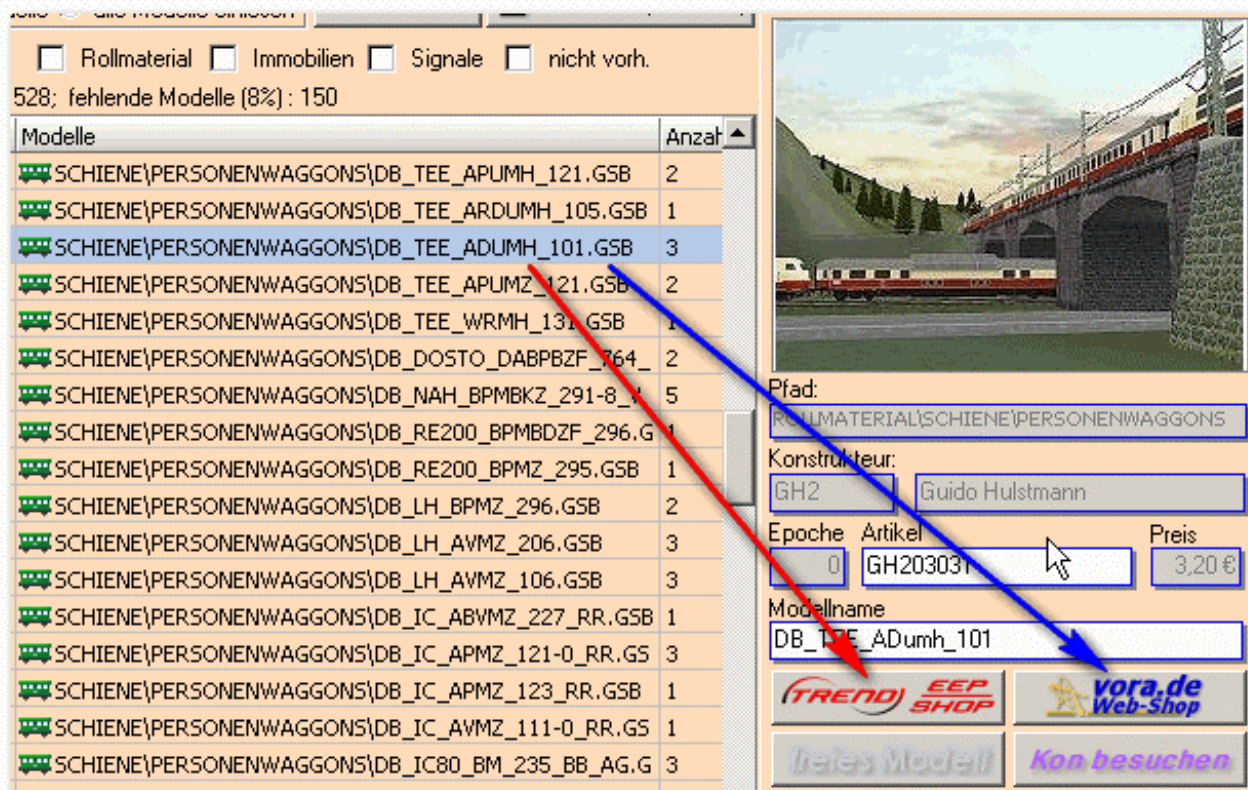 alle Modelle einlesen
Rollmaterial Immobilien Signale nicht vorh.
528; fehlende Modelle (8%) : 150
Modelle Anzah
SCHIENE\PERSONENWAGGONS\DB_TEE_APUMH_121.GSB 2
SCHIENE\PERSONENWAGGONS\DB_TEE_ARDUMH_105.GSB 1
SCHIENE\PERSONENWAGGONS\DB_TEE_ADUMH_101.GSB 3
SCHIENE\PERSONENWAGGONS\DB_TEE_APUMZ_121.GSB 2
SCHIENE\PERSONENWAGGONS\DB_TEE_WRMH_131.GSB 1
SCHIENE\PERSONENWAGGONS\DB_DOSTO_DABPBZF_764_ 2
SCHIENE\PERSONENWAGGONS\DB_NAH_BPMBKZ_291-8_ 5
SCHIENE\PERSONENWAGGONS\DB_RE200_BPMBDZF_296.G 1
SCHIENE\PERSONENWAGGONS\DB_RE200_BPMZ_295.GSB 1
SCHIENE\PERSONENWAGGONS\DB_LH_BPMZ_296.GSB 2
SCHIENE\PERSONENWAGGONS\DB_LH_AVMZ_206.GSB 3
SCHIENE\PERSONENWAGGONS\DB_LH_AVMZ_106.GSB 3
SCHIENE\PERSONENWAGGONS\DB_IC_ABVMZ_227_RR.GSB 1
SCHIENE\PERSONENWAGGONS\DB_IC_APMZ_121-0_RR.GS 3
SCHIENE\PERSONENWAGGONS\DB_IC_APMZ_123_RR.GSB 1
SCHIENE\PERSONENWAGGONS\DB_IC_AVMZ_111-0_RR.GS 1
SCHIENE\PERSONENWAGGONS\DB_IC80_BM_235_BB_AG.G 3
Pfad:
ROLLMATERIAL\SCHIENE\PERSONENWAGGONS
Konstrukteur:
GH2 Guido Hulstmann
Epoche Artikel Preis
0 GH203031 3,20 €
Modellname
DB_TEE_ADumh_101
TREND EEP SHOP
vora.de Web-Shop
freies Modell Kon besuchen